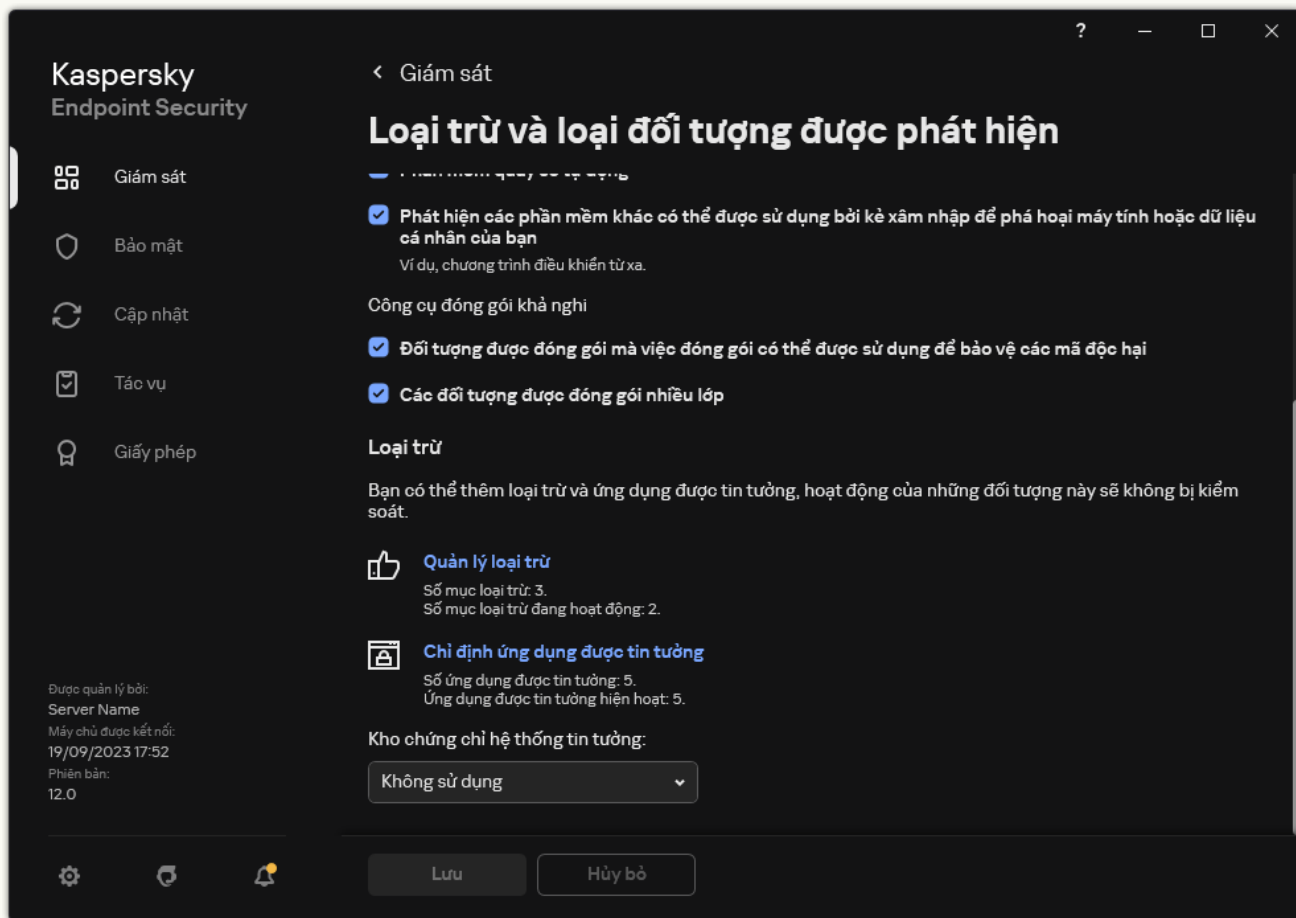 ?
Kaspersky
Endpoint Security
Giám sát
Bảo mật
Cập nhật
Tác vụ
Giấy phép
Được quản lý bởi:
Server Name
Máy chủ được kết nối:
19/09/2023 17:52
Phiên bản:
12.0
Giám sát
Loại trừ và loại đối tượng được phát hiện
Phần mềm quay số tự động
Phát hiện các phần mềm khác có thể được sử dụng bởi kẻ xâm nhập để phá hoại máy tính hoặc dữ liệu
cá nhân của bạn
Ví dụ, chương trình điều khiển từ xa.
Công cụ đóng gói khả nghi
Đối tượng được đóng gói mà việc đóng gói có thể được sử dụng để bảo vệ các mã độc hại
Các đối tượng được đóng gói nhiều lớp
Loại trừ
Bạn có thể thêm loại trừ và ứng dụng được tin tưởng, hoạt động của những đối tượng này sẽ không bị kiểm
soát.
Quản lý loại trừ
Số mục loại trừ: 3.
Số mục loại trừ đang hoạt động: 2.
Chỉ định ứng dụng được tin tưởng
Số ứng dụng được tin tưởng: 5.
Ứng dụng được tin tưởng hiện hoạt: 5.
Kho chứng chỉ hệ thống tin tưởng:
Không sử dụng
Lưu
Hủy bỏ